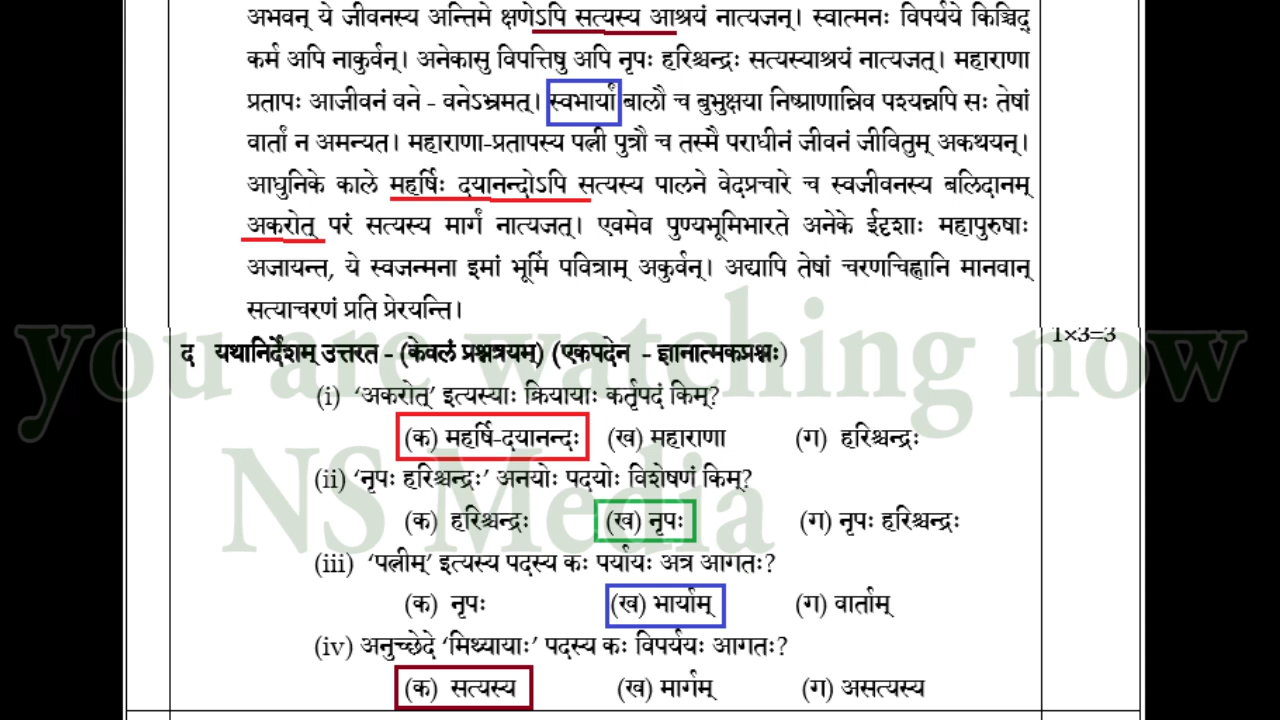 अभवन् ये जीवनस्य अन्तिमे क्षणेऽपि सत्यस्य आश्रयं नात्यजन्। स्वात्मनः विपर्यये किञ्चिद्
कर्म अपि नाकुर्वन्। अनेकासु विपत्तिषु अपि नृपः हरिश्चन्द्रः सत्यस्याश्रयं नात्यजत्। महाराणा
प्रतापः आजीवनं वने - वनेऽभ्रमत्। स्वभार्यां बालौ च बुभुक्षया निष्प्राणान्निव पश्यन्नपि सः तेषां
वार्तां न अमन्यत। महाराणा-प्रतापस्य पत्नी पुत्रौ च तस्मै पराधीनं जीवनं जीवितुम् अकथयन्।
आधुनिके काले महर्षिः दयानन्दोऽपि सत्यस्य पालने वेदप्रचारे च स्वजीवनस्य बलिदानम्
अकरोत् परं सत्यस्य मार्गं नात्यजत्। एवमेव पुण्यभूमिभारते अनेके ईदृशाः महापुरुषाः
अजायन्त, ये स्वजन्मना इमां भूमिं पवित्राम् अकुर्वन्। अद्यापि तेषां चरणचिह्नानि मानवान्
सत्याचरणं प्रति प्रेरयन्ति।
द यथानिर्देशम् उत्तरत - (केवलं प्रश्नत्रयम्) (एकपदेन - ज्ञानात्मकप्रश्नः) 1×3=3
(i) ‘अकरोत्’ इत्यस्याः क्रियायाः कर्तृपदं किम्?
(क) महर्षि-दयानन्दः (ख) महाराणा (ग) हरिश्चन्द्रः
(ii) ‘नृपः हरिश्चन्द्रः’ अनयोः पदयोः विशेषणं किम्?
(क) हरिश्चन्द्रः (ख) नृपः (ग) नृपः हरिश्चन्द्रः
(iii) ‘पत्नीम्’ इत्यस्य पदस्य कः पर्यायः अत्र आगतः?
(क) नृपः (ख) भार्याम् (ग) वार्ताम्
(iv) अनुच्छेदे ‘मिथ्यायाः’ पदस्य कः विपर्ययः आगतः?
(क) सत्यस्य (ख) मार्गम् (ग) असत्यस्य
you are watching now
NS Media